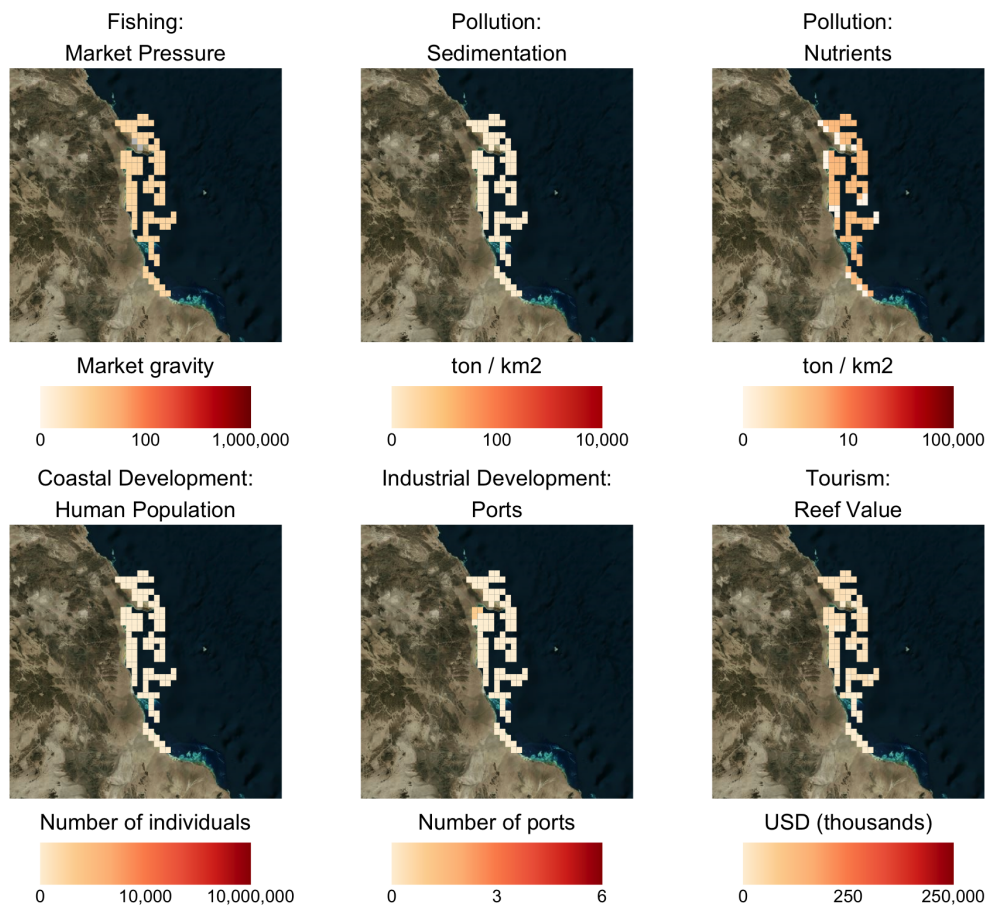 Fishing:
Market Pressure
Pollution:
Sedimentation
Pollution:
Nutrients
Market gravity
0 100 1,000,000
ton / km2
0 100 10,000
ton / km2
0 10 100,000
Coastal Development:
Human Population
Industrial Development:
Ports
Tourism:
Reef Value
Number of individuals
0 10,000 10,000,000
Number of ports
0 3 6
USD (thousands)
0 250 250,000